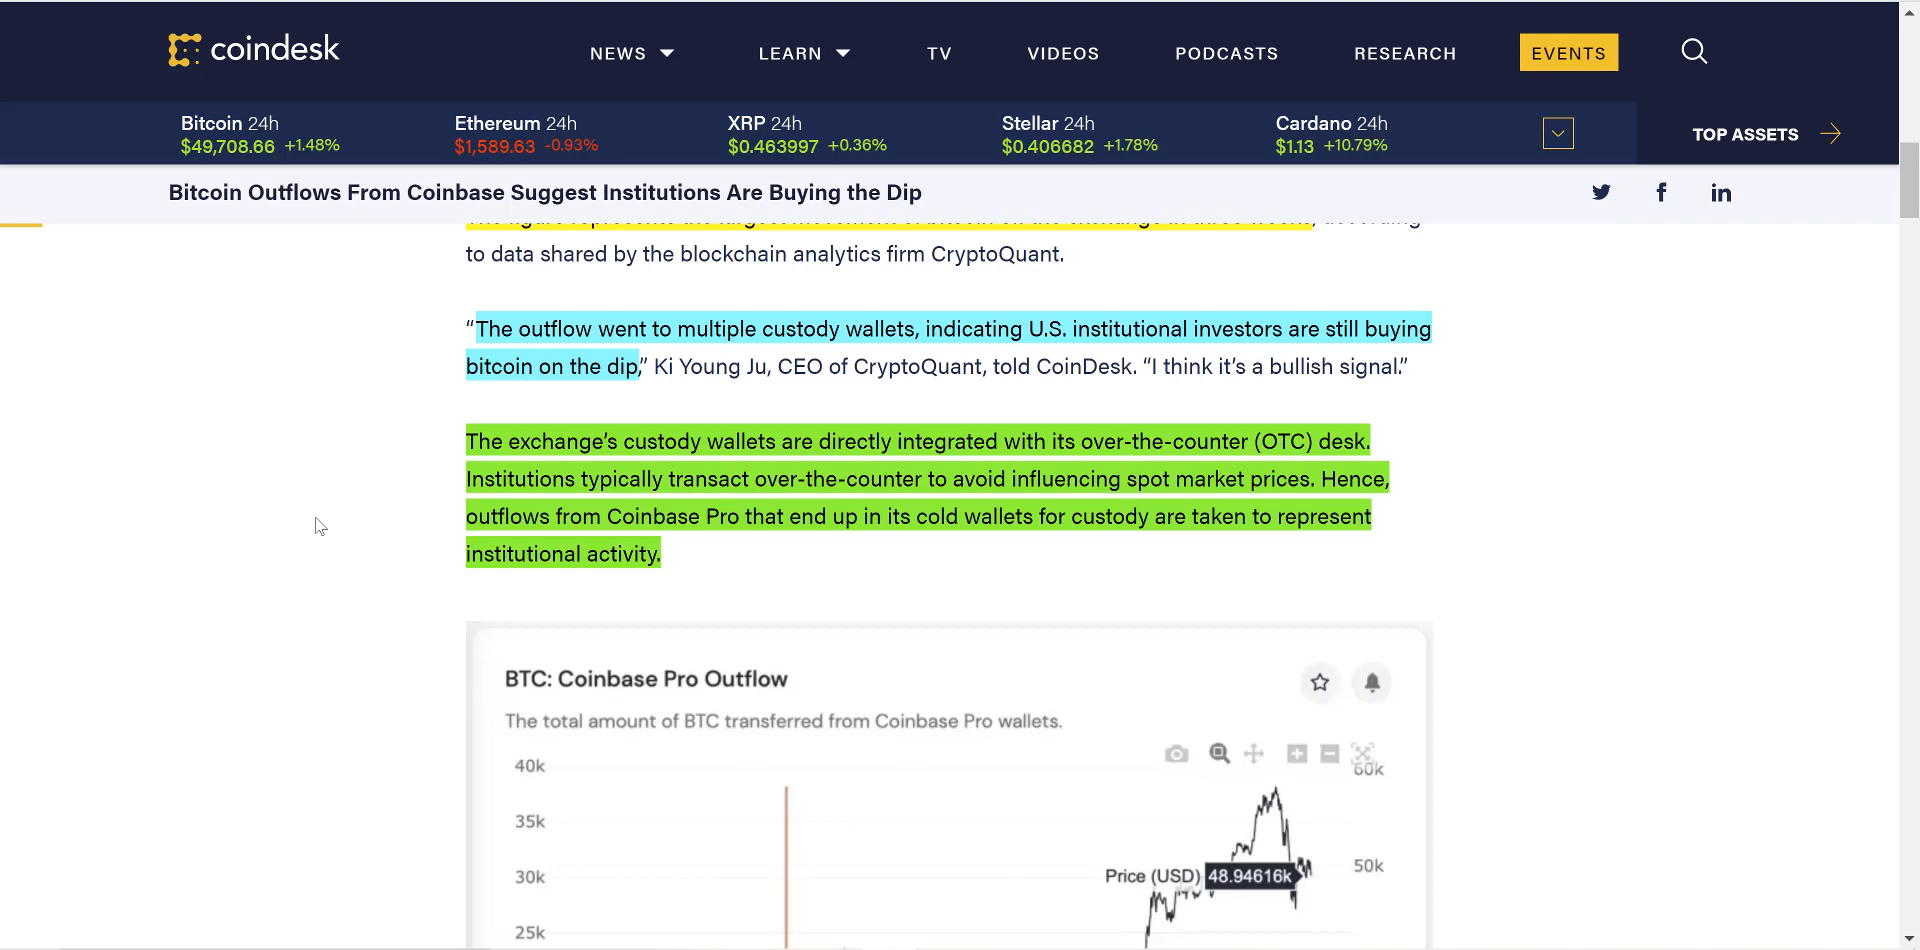 coindesk
NEWS LEARN TV VIDEOS PODCASTS RESEARCH EVENTS
Bitcoin 24h
$49,708.66 +1.48%
Ethereum 24h
$1,589.63 -0.93%
XRP 24h
$0.463997 +0.36%
Stellar 24h
$0.406682 +1.78%
Cardano 24h
$1.13 +10.79%
TOP ASSETS
Bitcoin Outflows From Coinbase Suggest Institutions Are Buying the Dip
to data shared by the blockchain analytics firm CryptoQuant.
“The outflow went to multiple custody wallets, indicating U.S. institutional investors are still buying
bitcoin on the dip,” Ki Young Ju, CEO of CryptoQuant, told CoinDesk. “I think it’s a bullish signal.”
The exchange’s custody wallets are directly integrated with its over-the-counter (OTC) desk.
Institutions typically transact over-the-counter to avoid influencing spot market prices. Hence,
outflows from Coinbase Pro that end up in its cold wallets for custody are taken to represent
institutional activity.
BTC: Coinbase Pro Outflow
The total amount of BTC transferred from Coinbase Pro wallets.
40k
60k
35k
50k
Price (USD) 48.94616k
30k
25k